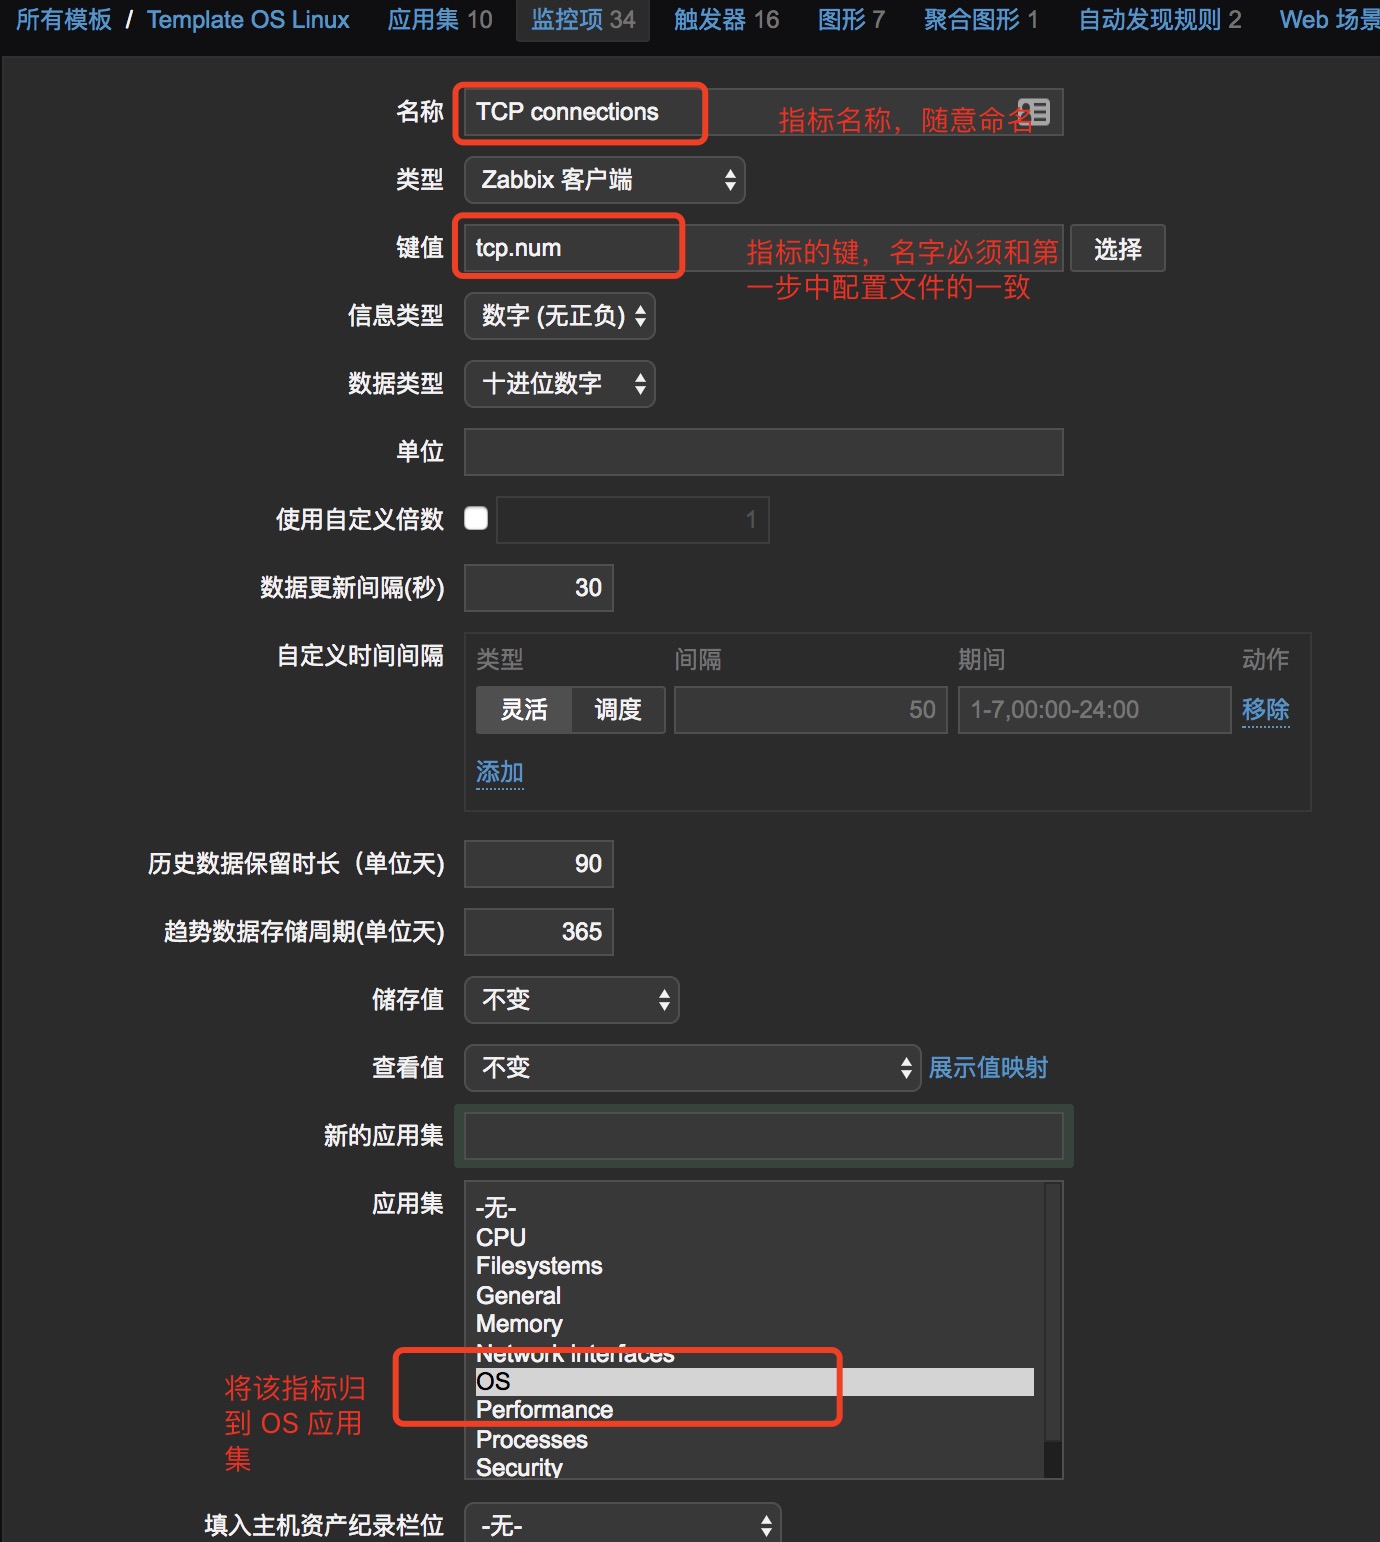 所有模板 / Template OS Linux 应用集 10 监控项 34 触发器 16 图形 7 聚合图形 1 自动发现规则 2 Web 场景
名称 TCP connections 指标名称，随意命名
类型 Zabbix 客户端
键值 tcp.num 指标的键，名字必须和第 选择
一步中配置文件的一致
信息类型 数字 (无正负)
数据类型 十进位数字
单位
使用自定义倍数 1
数据更新间隔(秒) 30
自定义时间间隔 类型 间隔 期间 动作
灵活 调度 50 1-7,00:00-24:00 移除
添加
历史数据保留时长（单位天) 90
趋势数据存储周期(单位天) 365
储存值 不变
查看值 不变 展示值映射
新的应用集
应用集 -无-
CPU
Filesystems
General
Memory
Network interfaces
OS
Performance
Processes
Security
将该指标归
到 OS 应用
集
填入主机资产纪录栏位 -无-